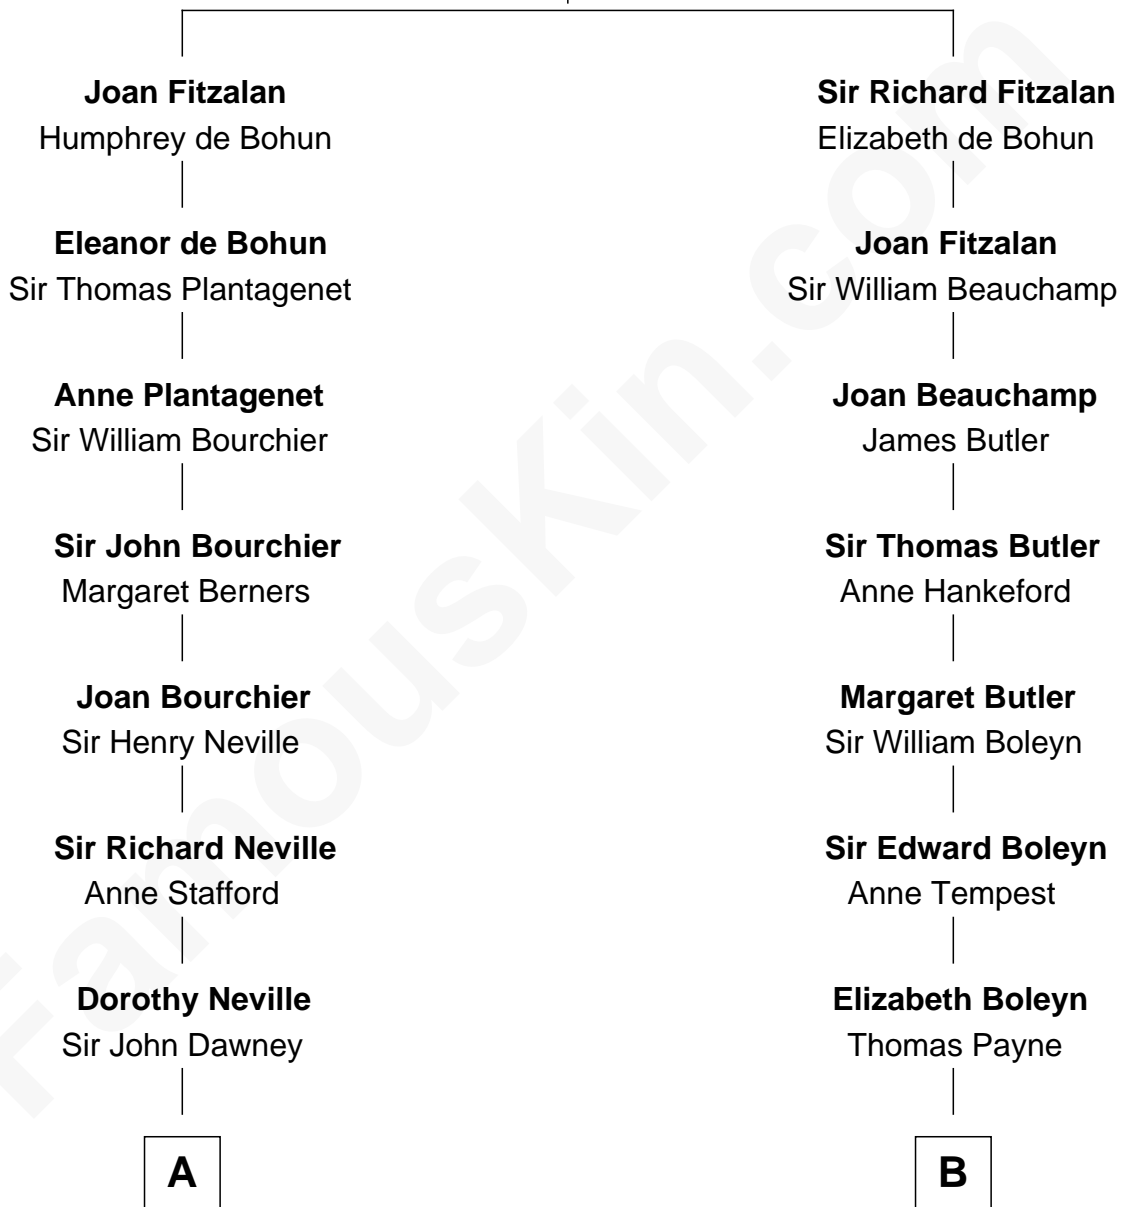 Joan Fitzalan
Humphrey de Bohun
Eleanor de Bohun
Sir Thomas Plantagenet
Anne Plantagenet
Sir William Bourchier
Sir John Bourchier
Margaret Berners
Joan Bourchier
Sir Henry Neville
Sir Richard Neville
Anne Stafford
Dorothy Neville
Sir John Dawney
A
Sir Richard Fitzalan
Elizabeth de Bohun
Joan Fitzalan
Sir William Beauchamp
Joan Beauchamp
James Butler
Sir Thomas Butler
Anne Hankeford
Margaret Butler
Sir William Boleyn
Sir Edward Boleyn
Anne Tempest
Elizabeth Boleyn
Thomas Payne
B
FamousKin.com